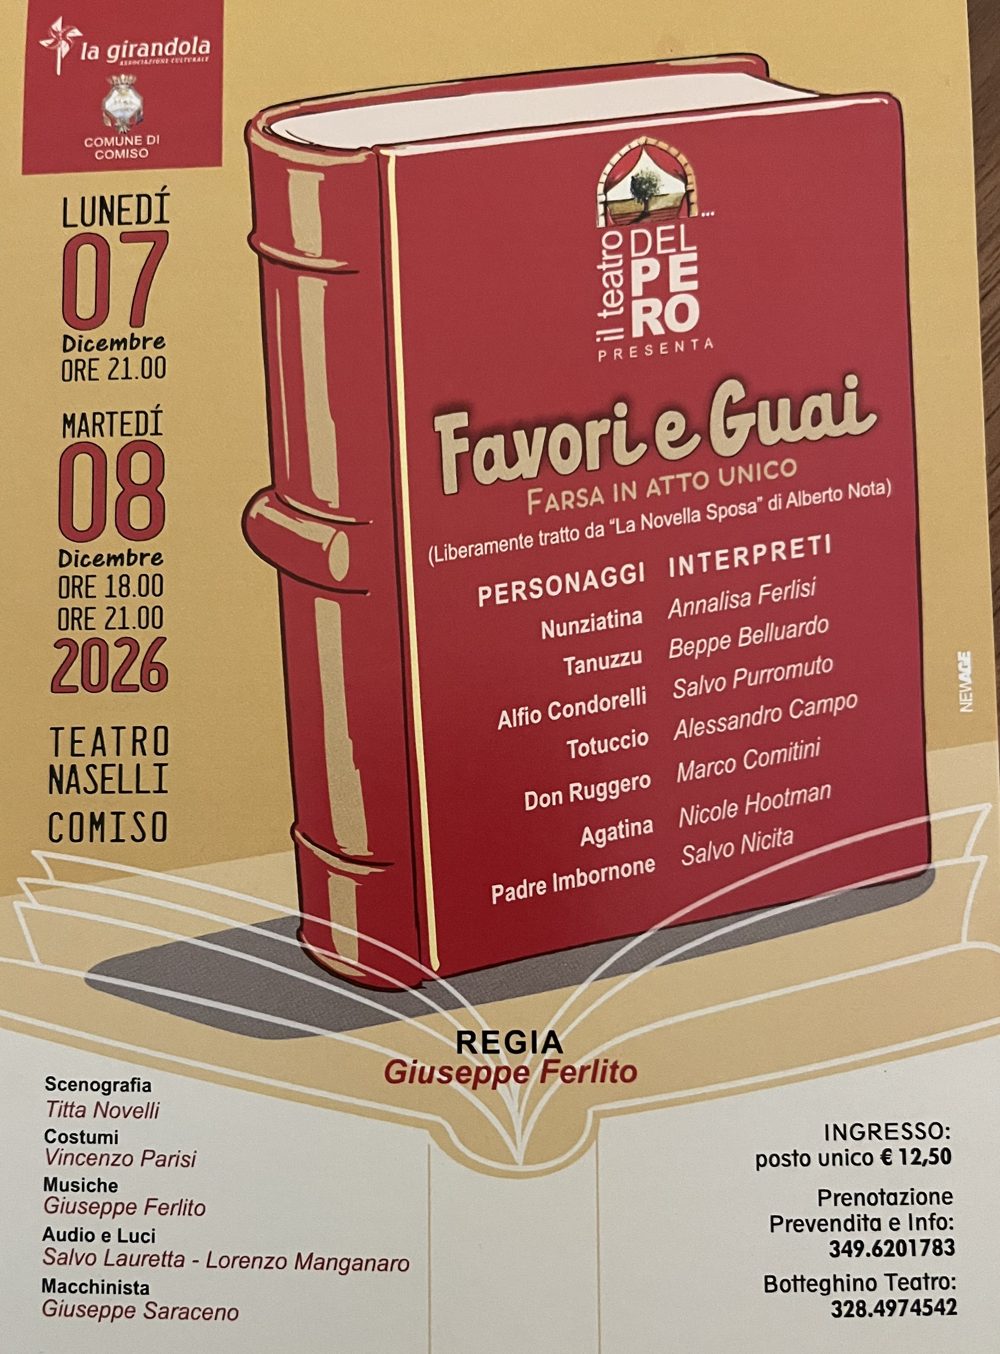 la girandola
ASSOCIAZIONE CULTURALE
COMUNE DI
COMISO
LUNEDÍ
07
Dicembre
ORE 21.00
MARTEDÍ
08
Dicembre
ORE 18.00
ORE 21.00
2026
TEATRO
NASELLI
COMISO
il teatro
DEL
PE
RO
...
PRESENTA
Favori e Guai
FARSA IN ATTO UNICO
(Liberamente tratto da “La Novella Sposa” di Alberto Nota)
PERSONAGGI INTERPRETI
Nunziatina Annalisa Ferlisi
Tanuzzu Beppe Belluardo
Alfio Condorelli Salvo Purromuto
Totuccio Alessandro Campo
Don Ruggero Marco Comitini
Agatina Nicole Hootman
Padre Imbornone Salvo Nicita
NEWAGE
REGIA
Giuseppe Ferlito
Scenografia
Titta Novelli
Costumi
Vincenzo Parisi
Musiche
Giuseppe Ferlito
Audio e Luci
Salvo Lauretta - Lorenzo Manganaro
Macchinista
Giuseppe Saraceno
INGRESSO:
posto unico € 12,50
Prenotazione
Prevendita e Info:
349.6201783
Botteghino Teatro:
328.4974542